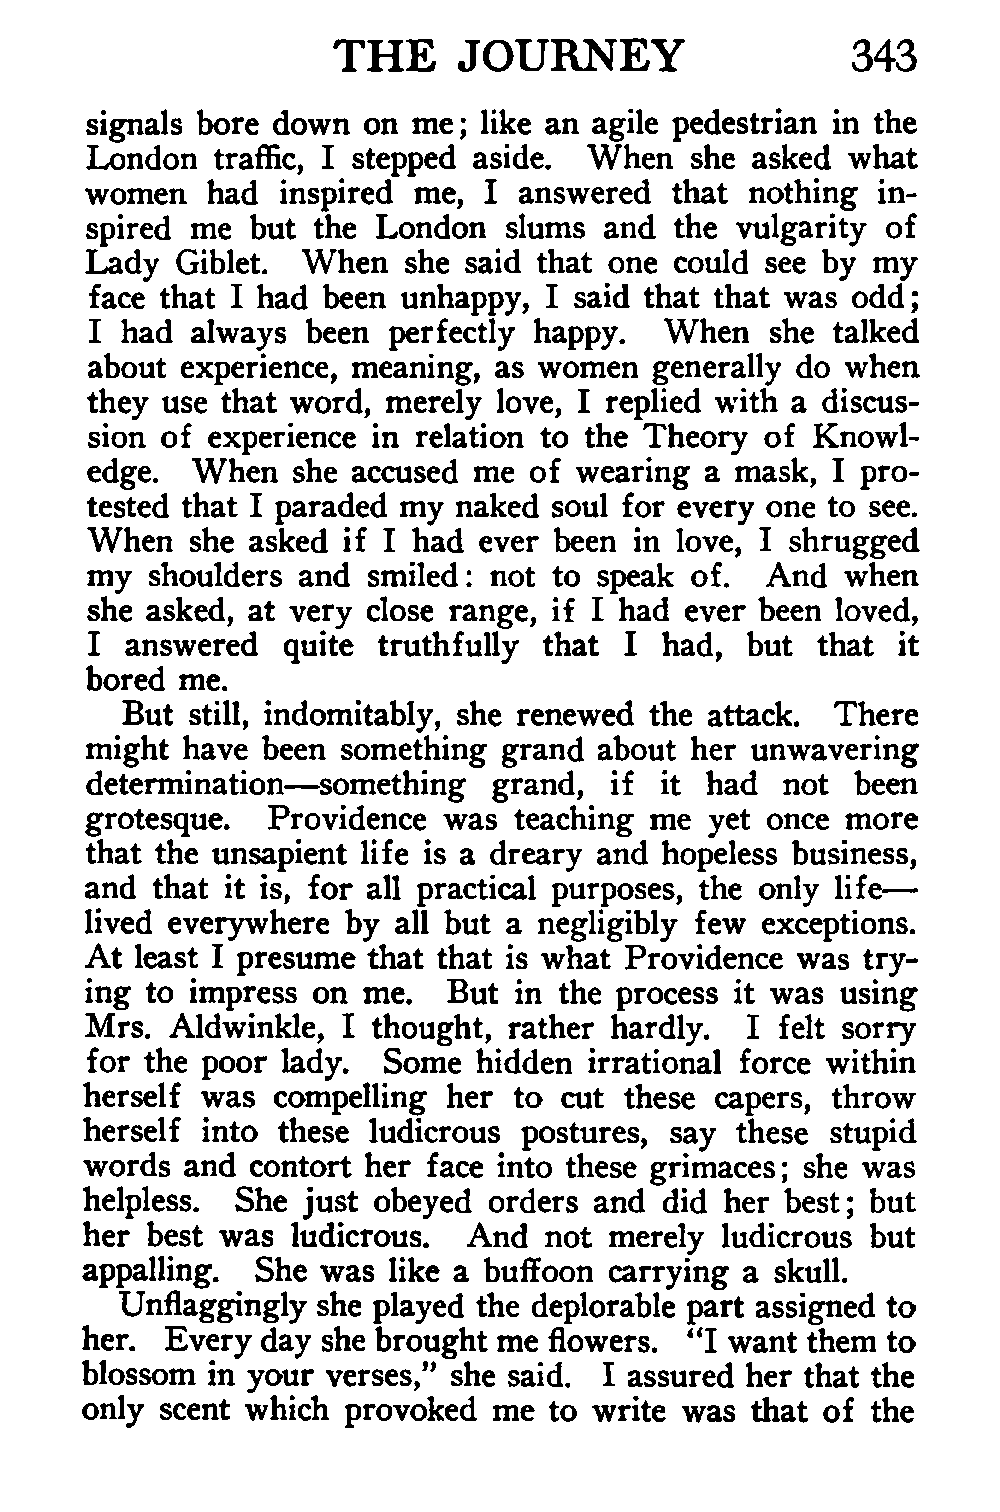 THE JOURNEY 343
signals bore down on me; like an agile pedestrian in the
London traffic, I stepped aside. When she asked what
women had inspired me, I answered that nothing in-
spired me but the London slums and the vulgarity of
Lady Giblet. When she said that one could see by my
face that I had been unhappy, I said that that was odd;
I had always been perfectly happy. When she talked
about experience, meaning, as women generally do when
they use that word, merely love, I replied with a discus-
sion of experience in relation to the Theory of Knowl-
edge. When she accused me of wearing a mask, I pro-
tested that I paraded my naked soul for every one to see.
When she asked if I had ever been in love, I shrugged
my shoulders and smiled: not to speak of. And when
she asked, at very close range, if I had ever been loved,
I answered quite truthfully that I had, but that it
bored me.
But still, indomitably, she renewed the attack. There
might have been something grand about her unwavering
determination—something grand, if it had not been
grotesque. Providence was teaching me yet once more
that the unsapient life is a dreary and hopeless business,
and that it is, for all practical purposes, the only life—
lived everywhere by all but a negligibly few exceptions.
At least I presume that that is what Providence was try-
ing to impress on me. But in the process it was using
Mrs. Aldwinkle, I thought, rather hardly. I felt sorry
for the poor lady. Some hidden irrational force within
herself was compelling her to cut these capers, throw
herself into these ludicrous postures, say these stupid
words and contort her face into these grimaces; she was
helpless. She just obeyed orders and did her best; but
her best was ludicrous. And not merely ludicrous but
appalling. She was like a buffoon carrying a skull.
Unflaggingly she played the deplorable part assigned to
her. Every day she brought me flowers. "I want them to
blossom in your verses," she said. I assured her that the
only scent which provoked me to write was that of the